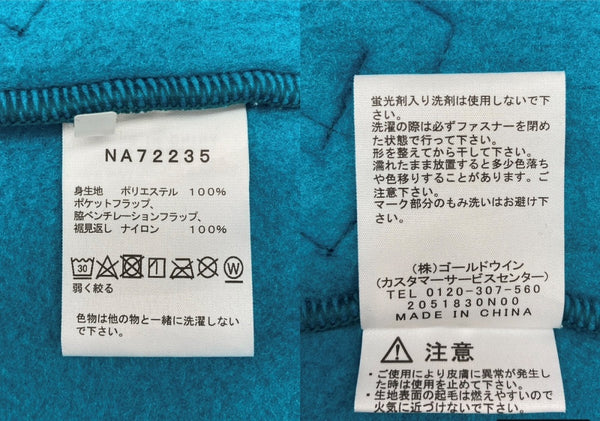 NA72235
身生地 ポリエステル 100%
ポケットフラップ、
脇ベンチレーションフラップ、
裾見返し ナイロン 100%
30
W
弱く絞る
色物は他の物と一緒に洗濯しない
で下さい。
蛍光剤入り洗剤は使用しないで下
さい。
洗濯の際は必ずファスナーを閉め
た状態で行って下さい。
形を整えてから干して下さい。
濡れたまま放置すると多少色落ち
や色移りすることがあります。ご
注意下さい。
マーク部分のもみ洗いはお避け下
さい。
(株)ゴールドウイン
(カスタマーサービスセンター)
TEL 0120-307-560
2051830N00
MADE IN CHINA
注意
・ご使用により皮膚に異常が発生し
た時は使用を止めて下さい。
・生地表面の起毛は燃えやすいので
火気に近づけないで下さい。